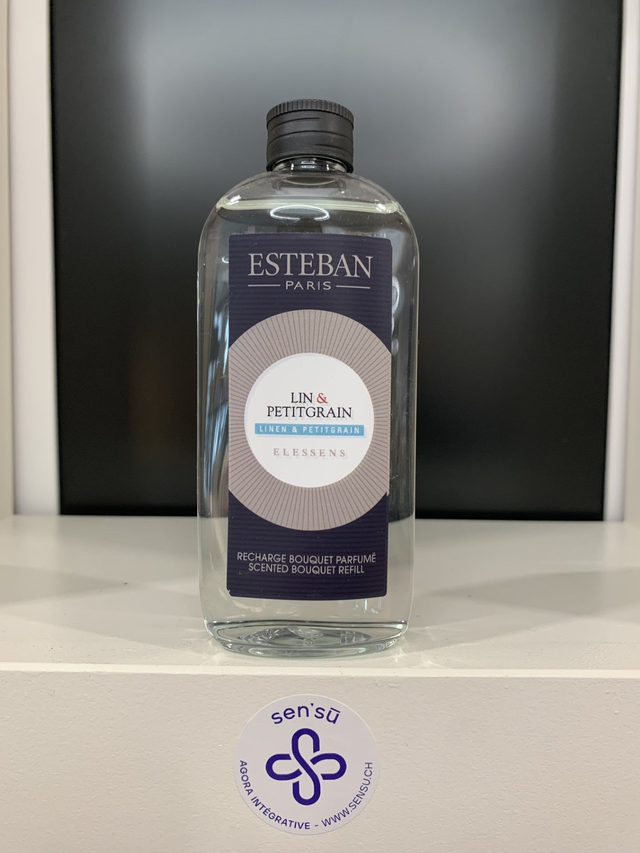 ESTEBAN
PARIS
LIN &
PETITGRAIN
LINEN & PETITGRAIN
ELESSENS
RECHARGE BOUQUET PARFUMÉ
SCENTED BOUQUET REFILL
sen'sū
AGORA INTÉGRATIVE - WWW.SENSU.CH